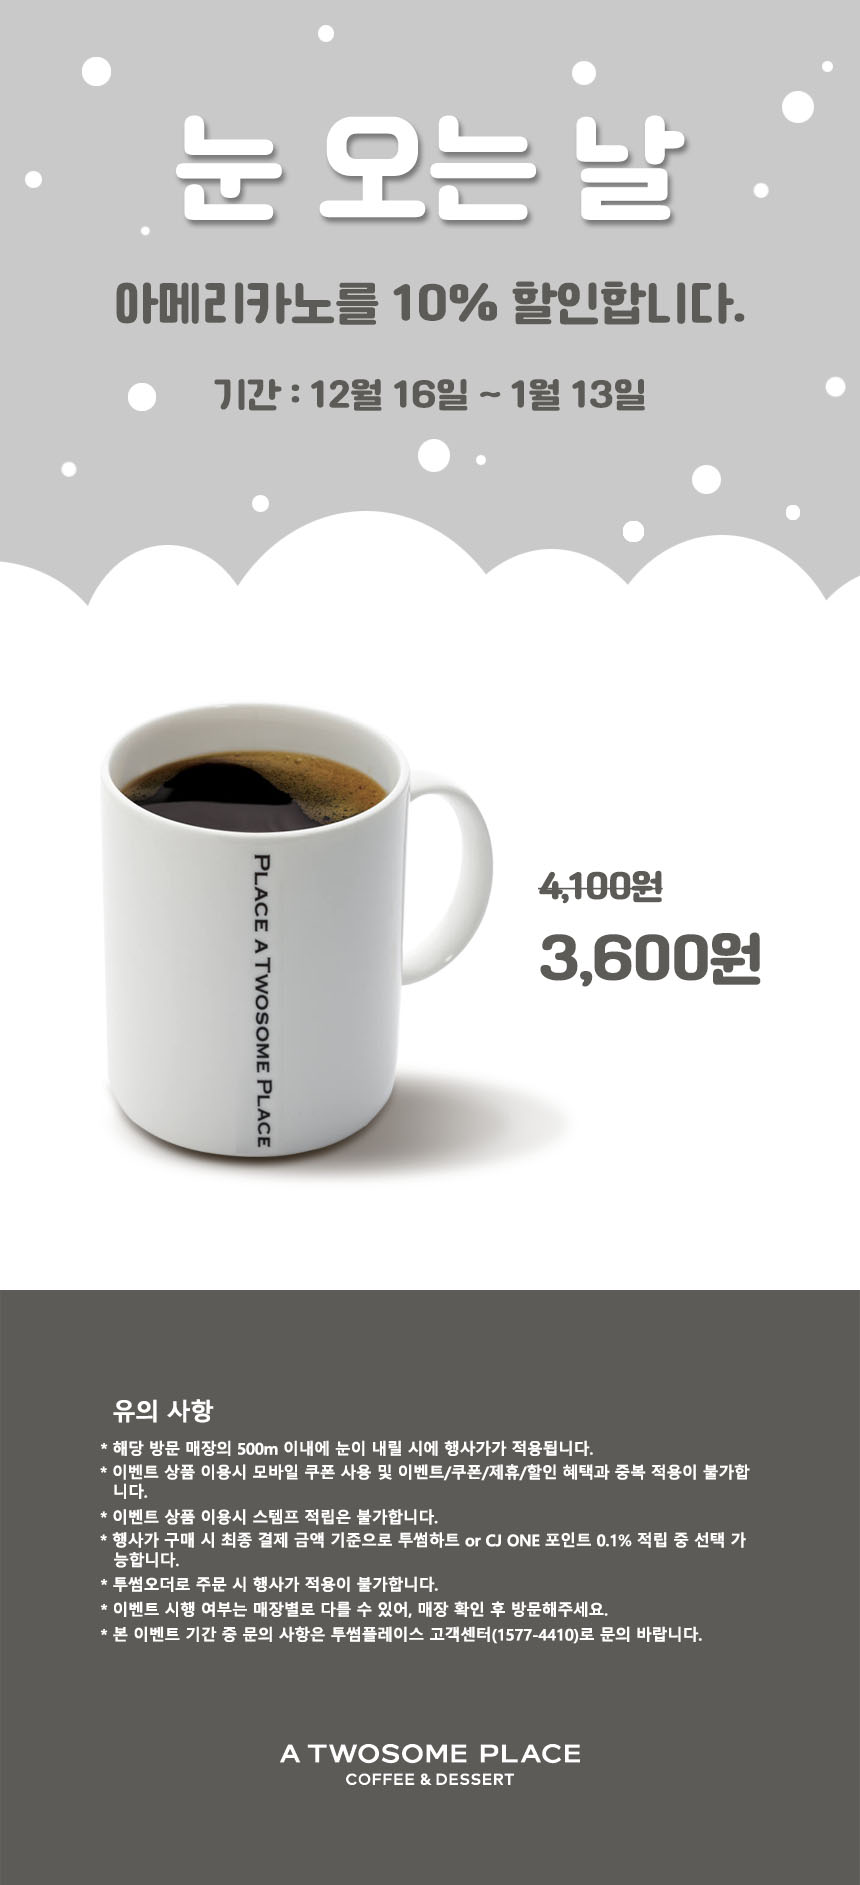 눈 오는 날
아메리카노를 10% 할인합니다.
기간 : 12월 16일 ~ 1월 13일
PLACE A TWOSOME PLACE
4,100원
3,600원
유의 사항
* 해당 방문 매장의 500m 이내에 눈이 내릴 시에 행사가가 적용됩니다.
* 이벤트 상품 이용시 모바일 쿠폰 사용 및 이벤트/쿠폰/제휴/할인 혜택과 중복 적용이 불가합
니다.
* 이벤트 상품 이용시 스템프 적립은 불가합니다.
* 행사가 구매 시 최종 결제 금액 기준으로 투썸하트 or CJ ONE 포인트 0.1% 적립 중 선택 가
능합니다.
* 투썸오더로 주문 시 행사가 적용이 불가합니다.
* 이벤트 시행 여부는 매장별로 다를 수 있어, 매장 확인 후 방문해주세요.
* 본 이벤트 기간 중 문의 사항은 투썸플레이스 고객센터(1577-4410)로 문의 바랍니다.
A TWOSOME PLACE
COFFEE & DESSERT